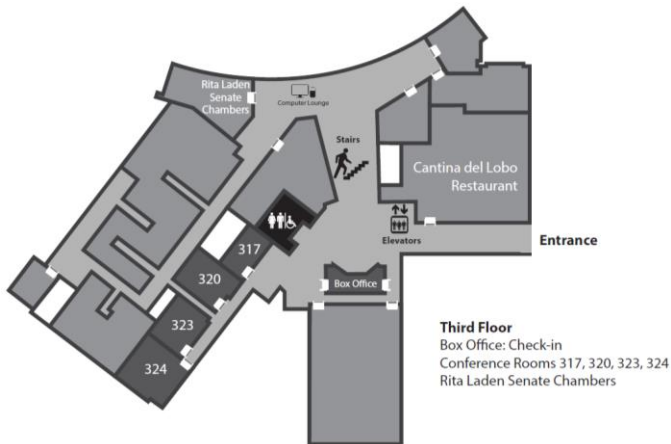 Rita Laden
Senate
Chambers
Computer Lounge
Stairs
Cantina del Lobo
Restaurant
Elevators
Entrance
317
320
323
324
Box Office
Third Floor
Box Office: Check-in
Conference Rooms 317, 320, 323, 324
Rita Laden Senate Chambers